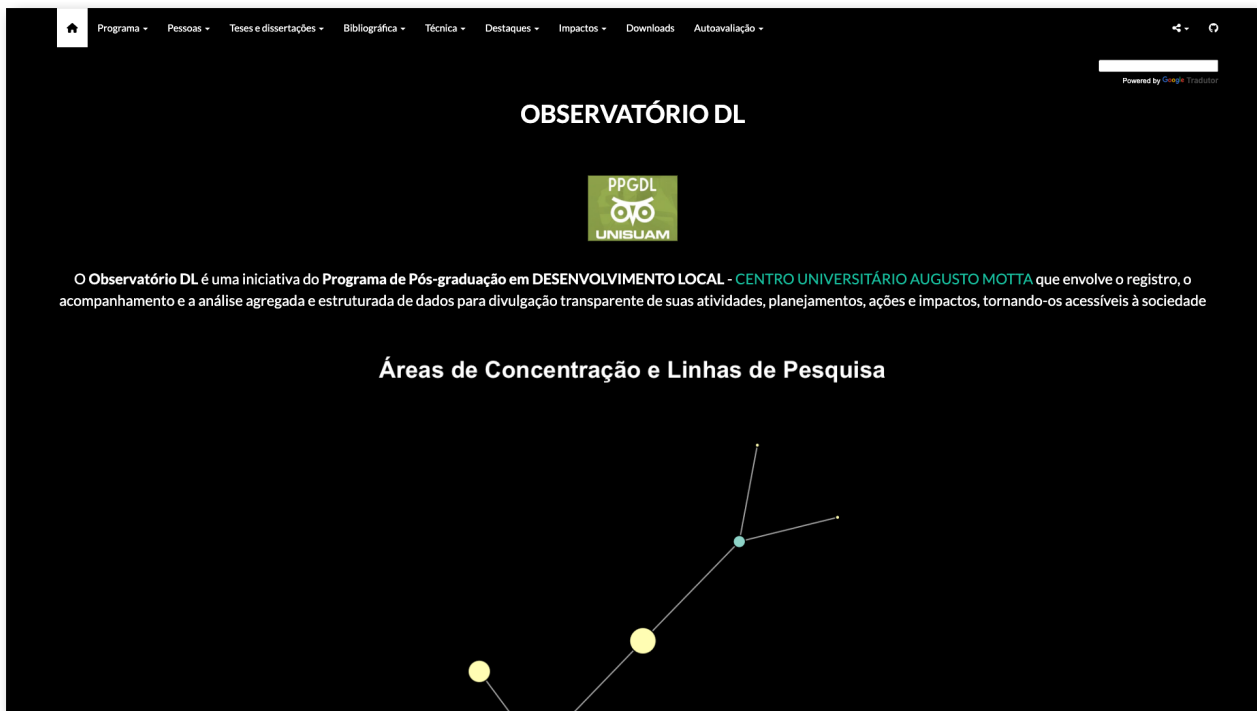 Programa Pessoas Teses e dissertações Bibliográfica Técnica Destaques Impactos Downloads Autoavaliação
Powered by Google Tradutor
OBSERVATÓRIO DL
PPGDL
UNISUAM
O Observatório DL é uma iniciativa do Programa de Pós-graduação em DESENVOLVIMENTO LOCAL - CENTRO UNIVERSITÁRIO AUGUSTO MOTTA que envolve o registro, o
acompanhamento e a análise agregada e estruturada de dados para divulgação transparente de suas atividades, planejamentos, ações e impactos, tornando-os acessíveis à sociedade
Áreas de Concentração e Linhas de Pesquisa